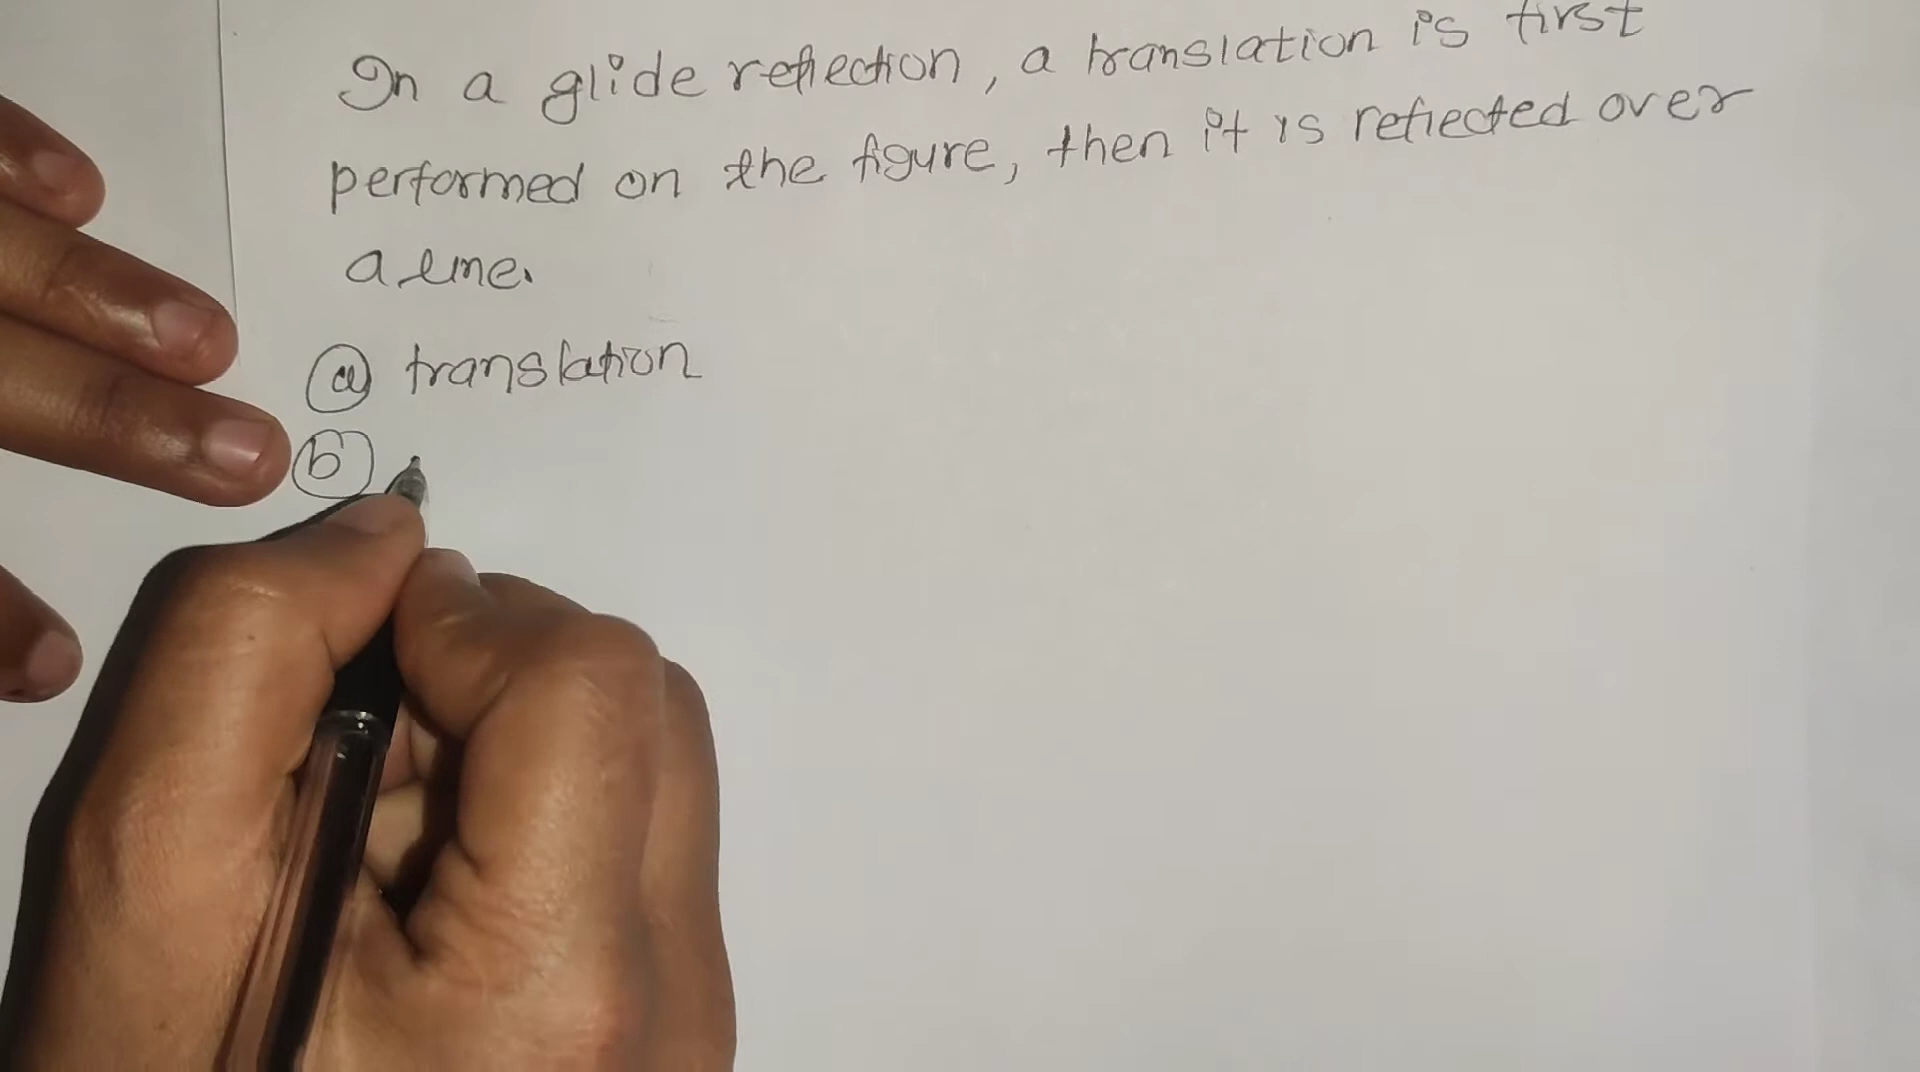 In a glide reflection, a translation is first
performed on the figure, then it is reflected over
a line.
(a) translation
(b)